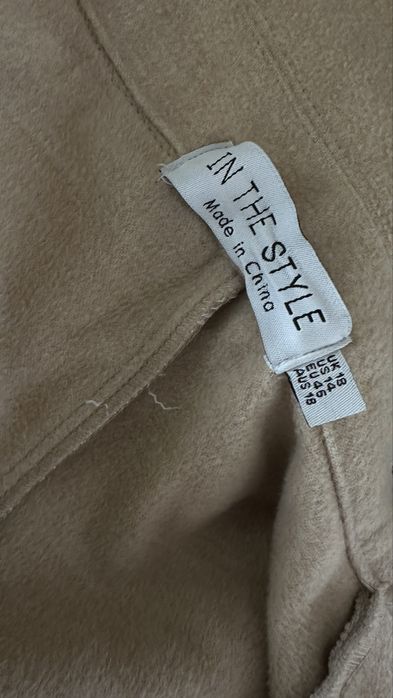 IN THE STYLE
Made in China
UK 18
US 14
EU 46
AUS 18